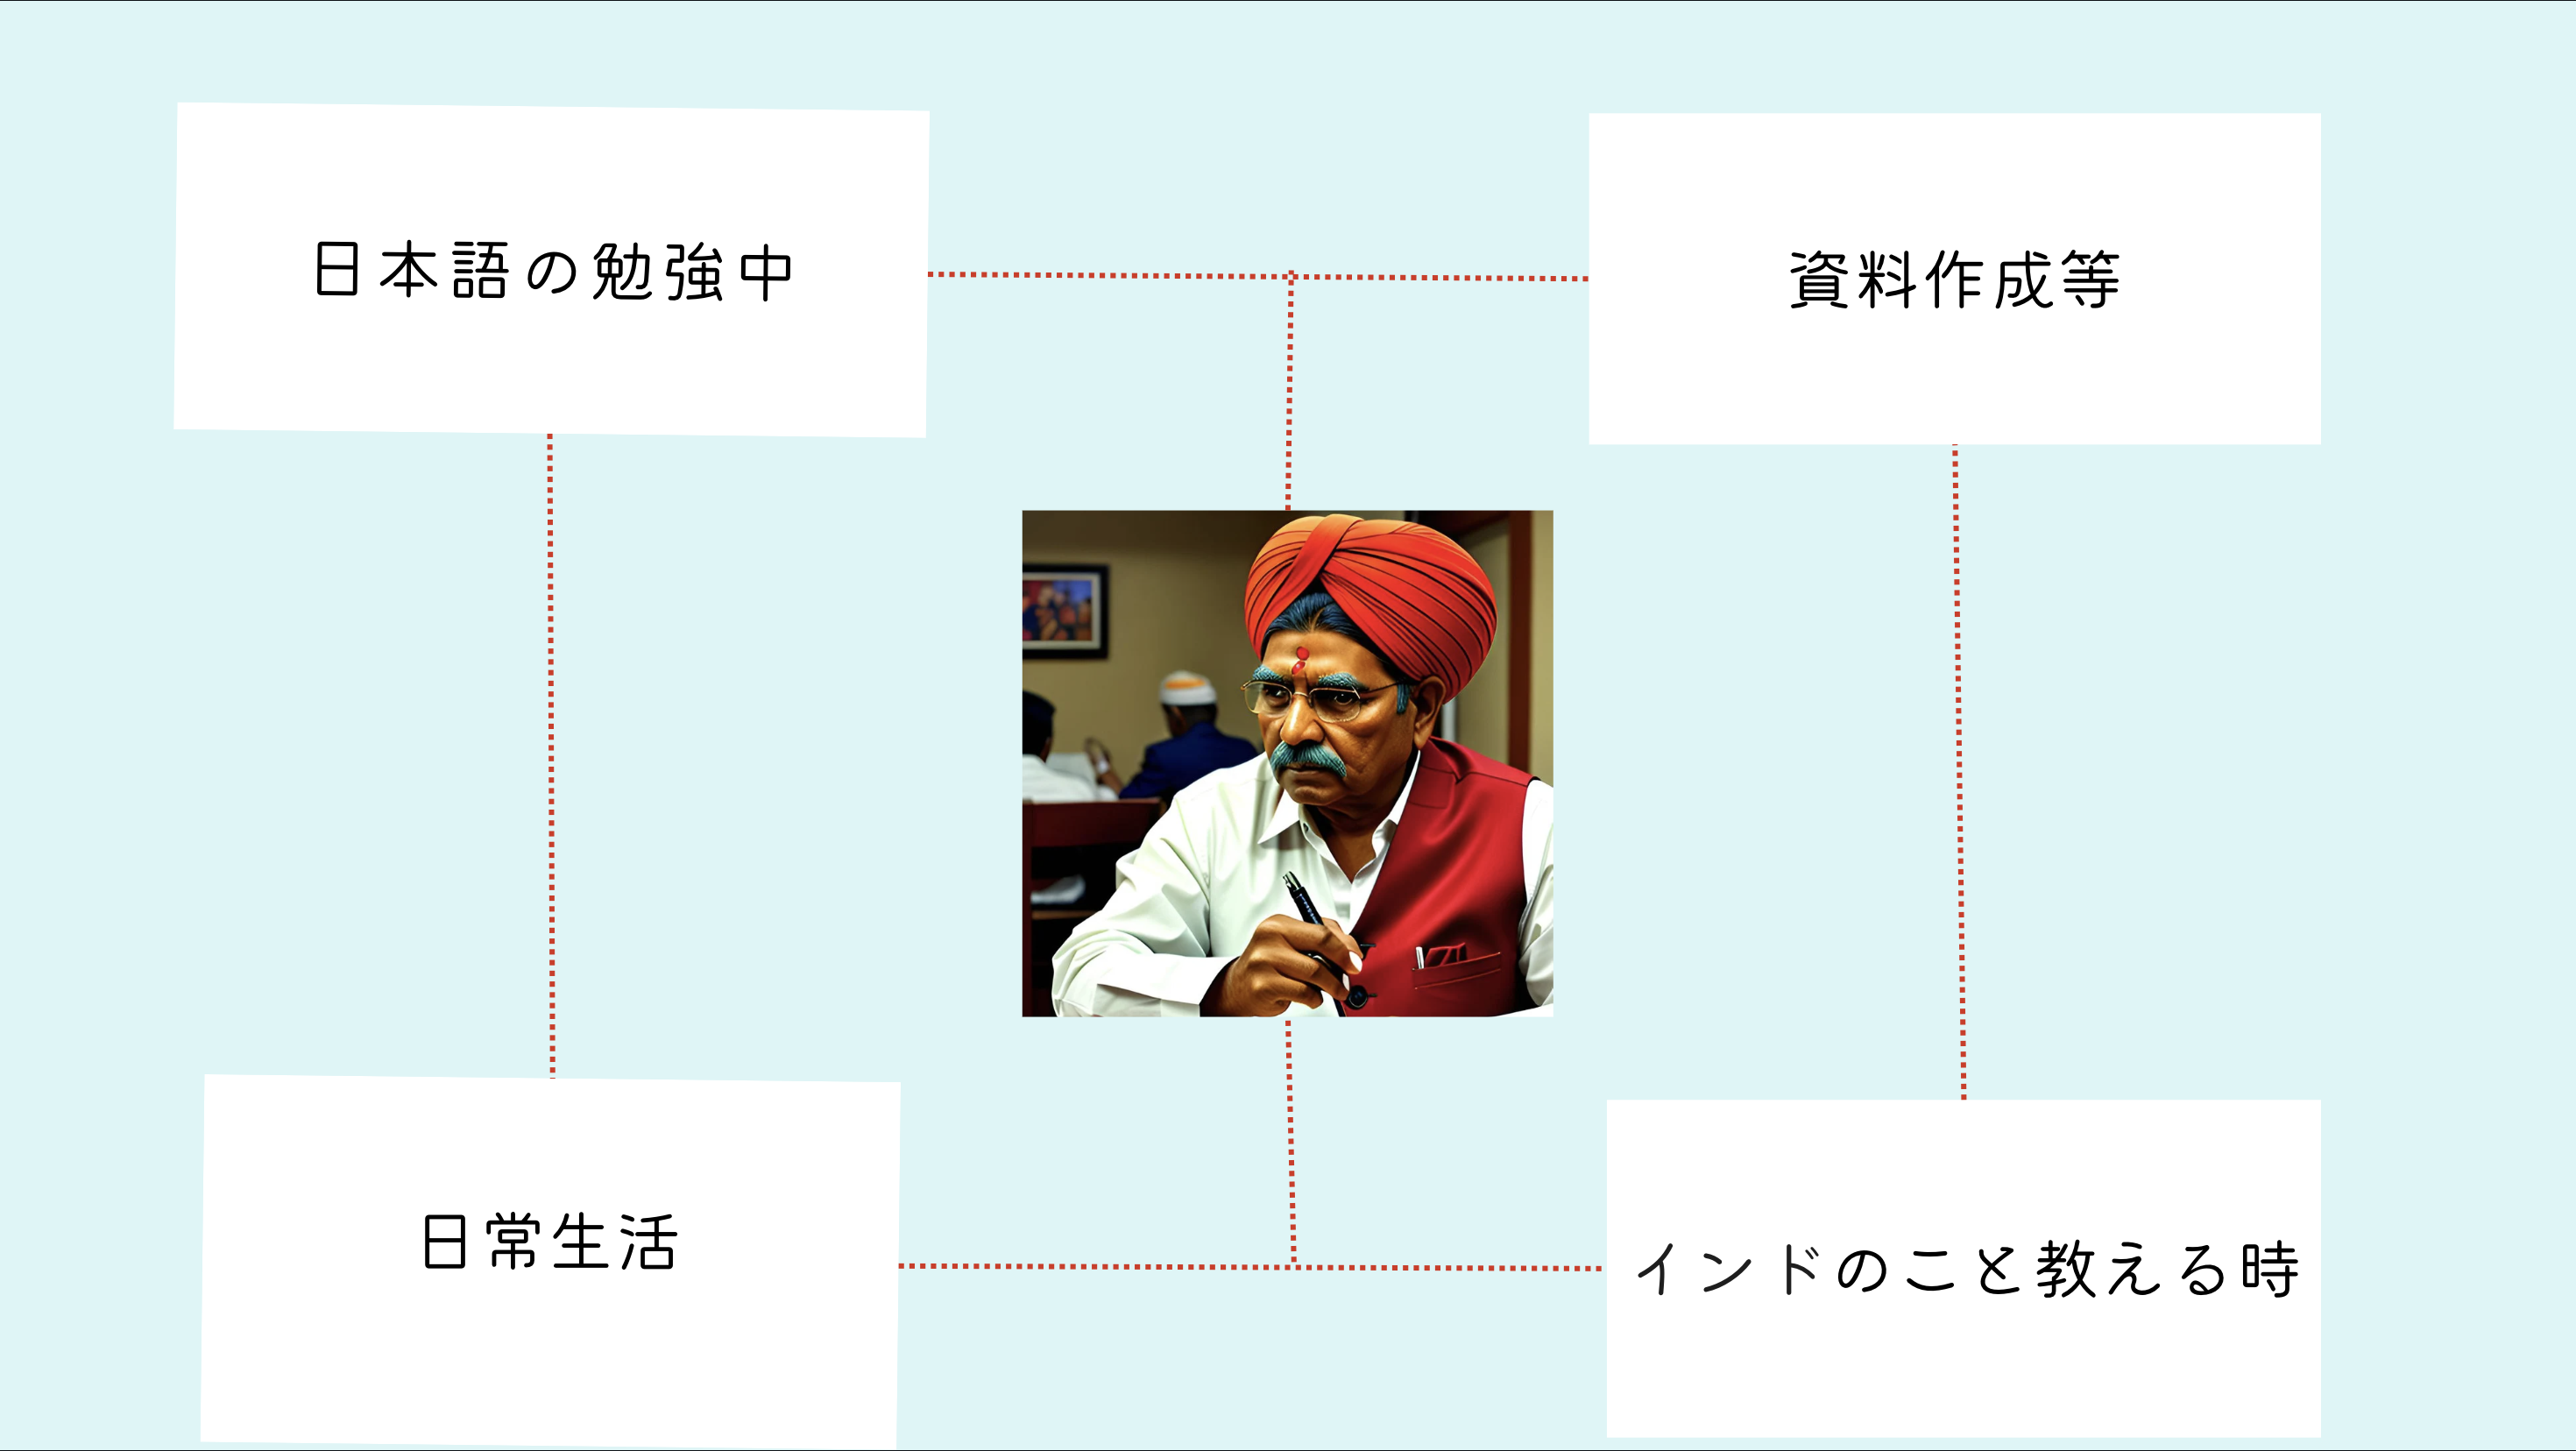 日本語の勉強中
資料作成等
日常生活
インドのこと教える時